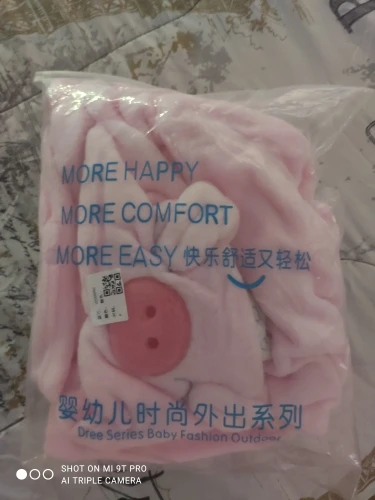 MORE HAPPY
MORE COMFORT
MORE EASY 快乐舒适又轻松
婴幼儿时尚外出系列
Dree Series Baby Fashion Outdoor
SHOT ON MI 9T PRO
AI TRIPLE CAMERA